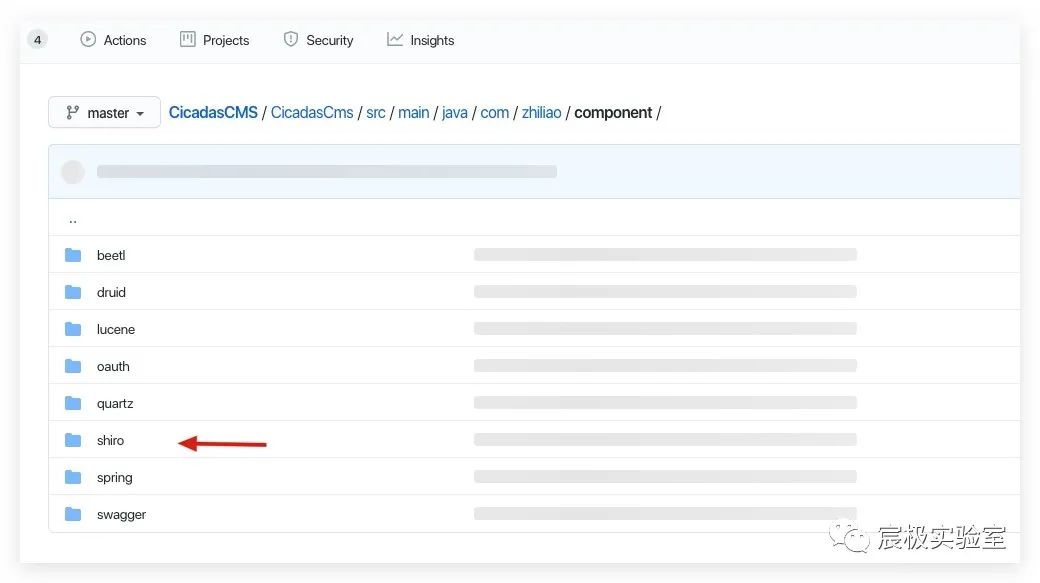 4 Actions Projects Security Insights
master CicadasCMS / CicadasCms / src / main / java / com / zhiliao / component /
..
beetl
druid
lucene
oauth
quartz
shiro
spring
swagger
宸极实验室